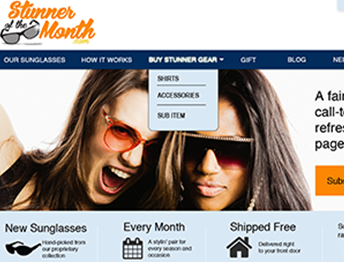 Stunner
of the
Month
.com
OUR SUNGLASSES HOW IT WORKS BUY STUNNER GEAR GIFT BLOG
SHIRTS
ACCESSORIES
SUB ITEM
A fair
call-to
refres
page
New Sunglasses
Hand-picked from
our proprietary
collection
Every Month
A stylin' pair for
every season and
occasion
Shipped Free
Delivered right
to your front door